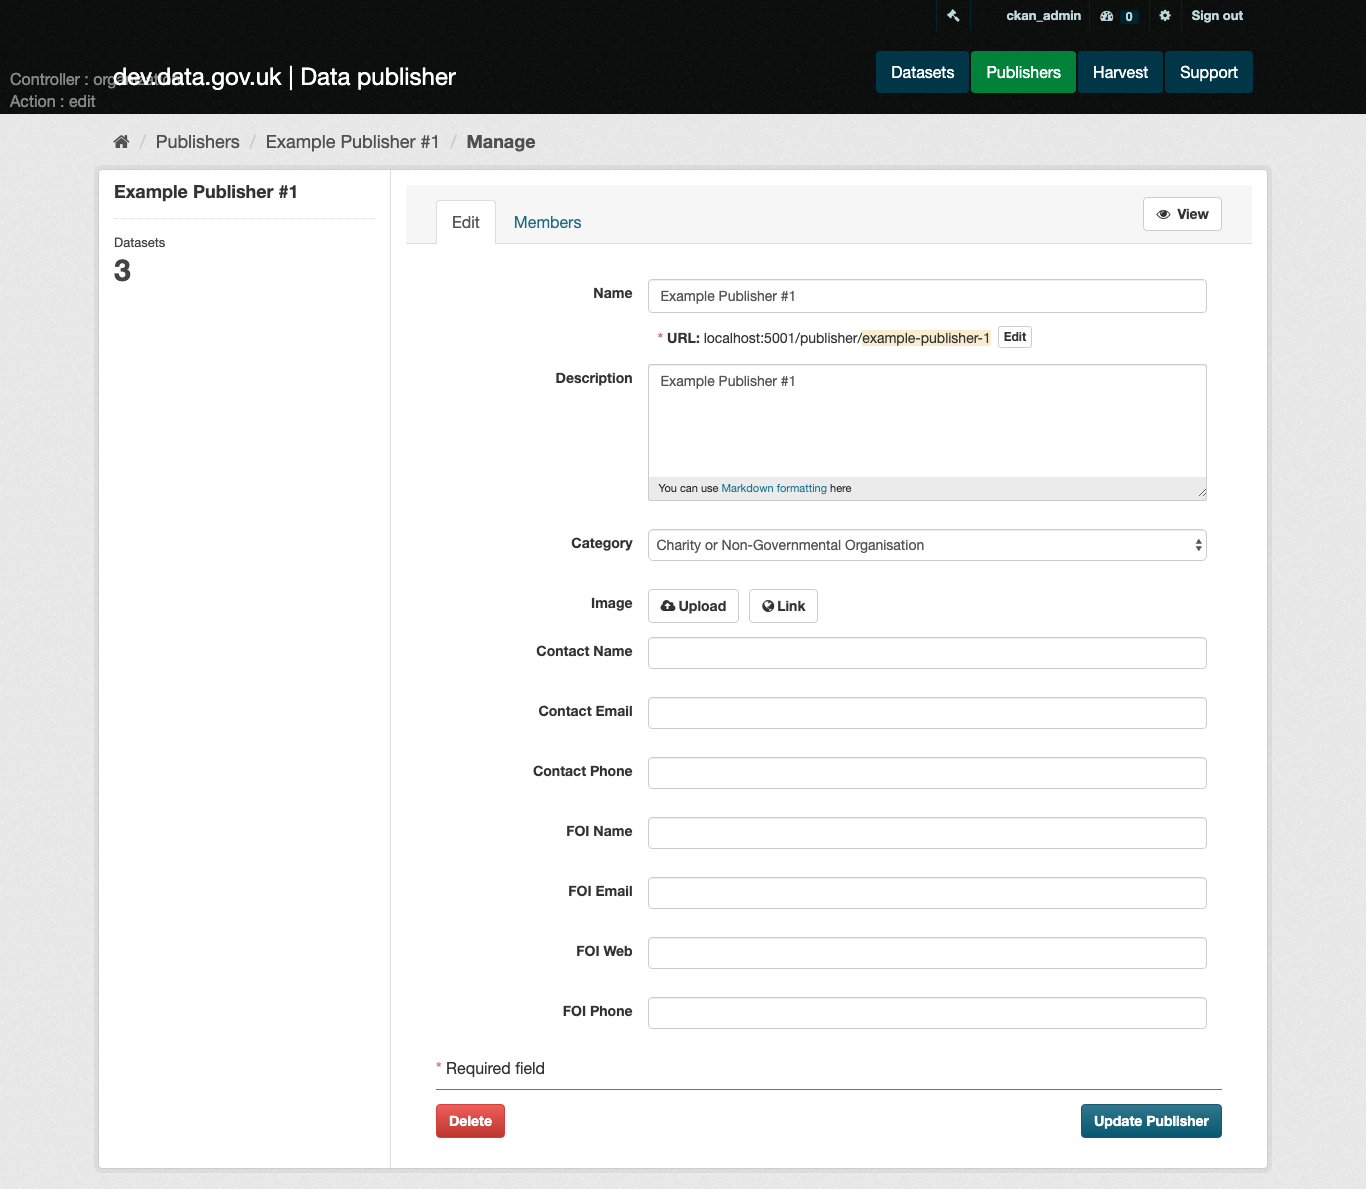 ckan_admin 0 Sign out
Controller : organization
dev.data.gov.uk | Data publisher
Action : edit
Datasets Publishers Harvest Support
/ Publishers / Example Publisher #1 / Manage
Example Publisher #1
Datasets
3
Edit Members View
Name Example Publisher #1
* URL: localhost:5001/publisher/example-publisher-1 Edit
Description Example Publisher #1
You can use Markdown formatting here
Category Charity or Non-Governmental Organisation
Image Upload Link
Contact Name
Contact Email
Contact Phone
FOI Name
FOI Email
FOI Web
FOI Phone
* Required field
Delete Update Publisher